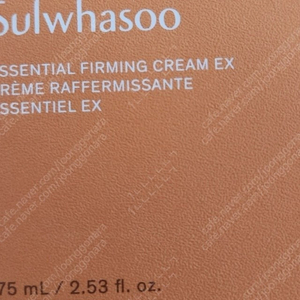 Sulwhasoo
SSENTIAL FIRMING CREAM EX
RÈME RAFFERMISSANTE
SSENTIEL EX
75 mL / 2.53 fl. oz.